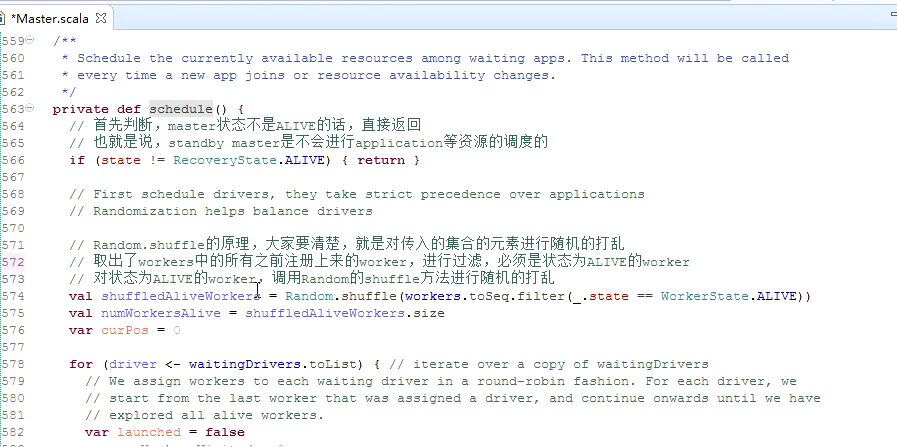 *Master.scala
559 /**
560 * Schedule the currently available resources among waiting apps. This method will be called
561 * every time a new app joins or resource availability changes.
562 */
563 private def schedule() {
564 // 首先判断，master状态不是ALIVE的话，直接返回
565 // 也就是说，standby master是不会进行application等资源的调度的
566 if (state != RecoveryState.ALIVE) { return }
567
568 // First schedule drivers, they take strict precedence over applications
569 // Randomization helps balance drivers
570
571 // Random.shuffle的原理，大家要清楚，就是对传入的集合的元素进行随机的打乱
572 // 取出了workers中的所有之前注册上来的worker，进行过滤，必须是状态为ALIVE的worker
573 // 对状态为ALIVE的worker，调用Random的shuffle方法进行随机的打乱
574 val shuffledAliveWorkers = Random.shuffle(workers.toSeq.filter(_.state == WorkerState.ALIVE))
575 val numWorkersAlive = shuffledAliveWorkers.size
576 var curPos = 0
577
578 for (driver <- waitingDrivers.toList) { // iterate over a copy of waitingDrivers
579 // We assign workers to each waiting driver in a round-robin fashion. For each driver, we
580 // start from the last worker that was assigned a driver, and continue onwards until we have
581 // explored all alive workers.
582 var launched = false